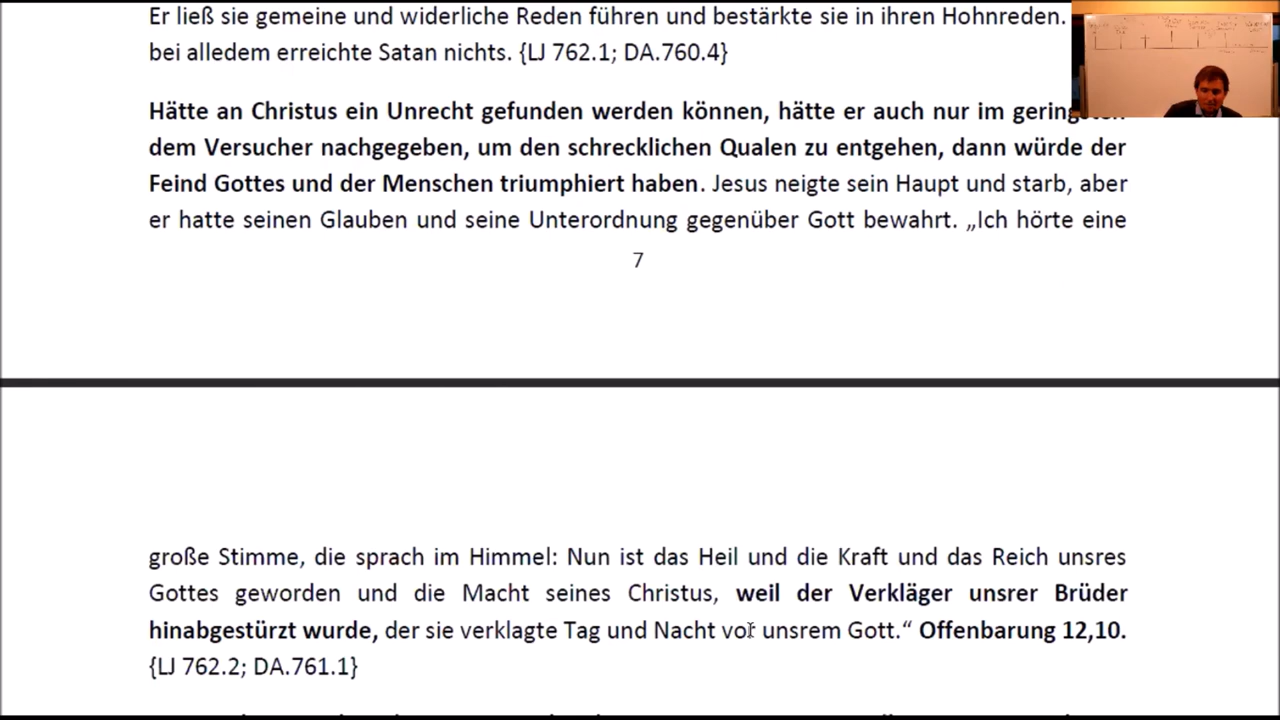 Er ließ sie gemeine und widerliche Reden führen und bestärkte sie in ihren Hohnreden.
bei alledem erreichte Satan nichts. {LJ 762.1; DA.760.4}
Hätte an Christus ein Unrecht gefunden werden können, hätte er auch nur im geringsten
dem Versucher nachgegeben, um den schrecklichen Qualen zu entgehen, dann würde der
Feind Gottes und der Menschen triumphiert haben. Jesus neigte sein Haupt und starb, aber
er hatte seinen Glauben und seine Unterordnung gegenüber Gott bewahrt. „Ich hörte eine
7
große Stimme, die sprach im Himmel: Nun ist das Heil und die Kraft und das Reich unsres
Gottes geworden und die Macht seines Christus, weil der Verkläger unsrer Brüder
hinabgestürzt wurde, der sie verklagte Tag und Nacht vor unsrem Gott.“ Offenbarung 12,10.
{LJ 762.2; DA.761.1}